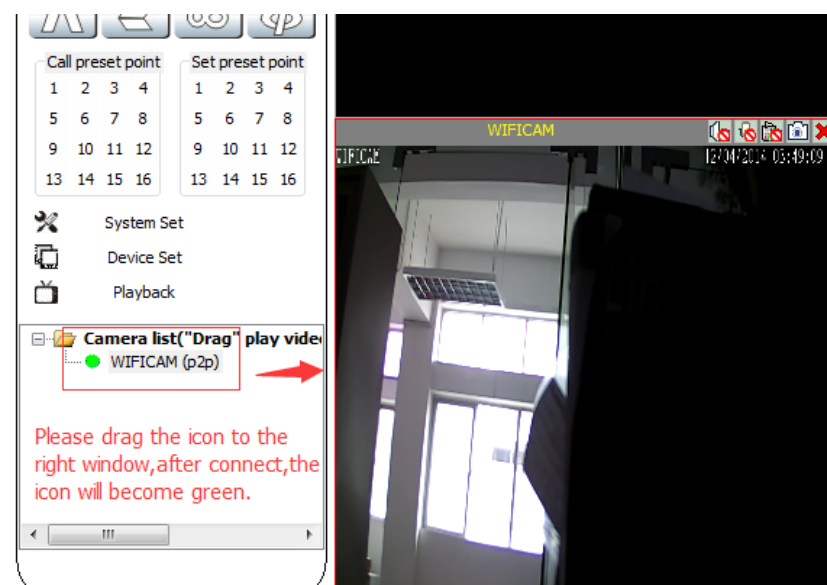 Call preset point
1 2 3 4
5 6 7 8
9 10 11 12
13 14 15 16
Set preset point
1 2 3 4
5 6 7 8
9 10 11 12
13 14 15 16
System Set
Device Set
Playback
Camera list("Drag" play vide
WIFICAM (p2p)
Please drag the icon to the
right window,after connect,the
icon will become green.
WIFICAM
WIFICAM
12/04/2014 03:49:09